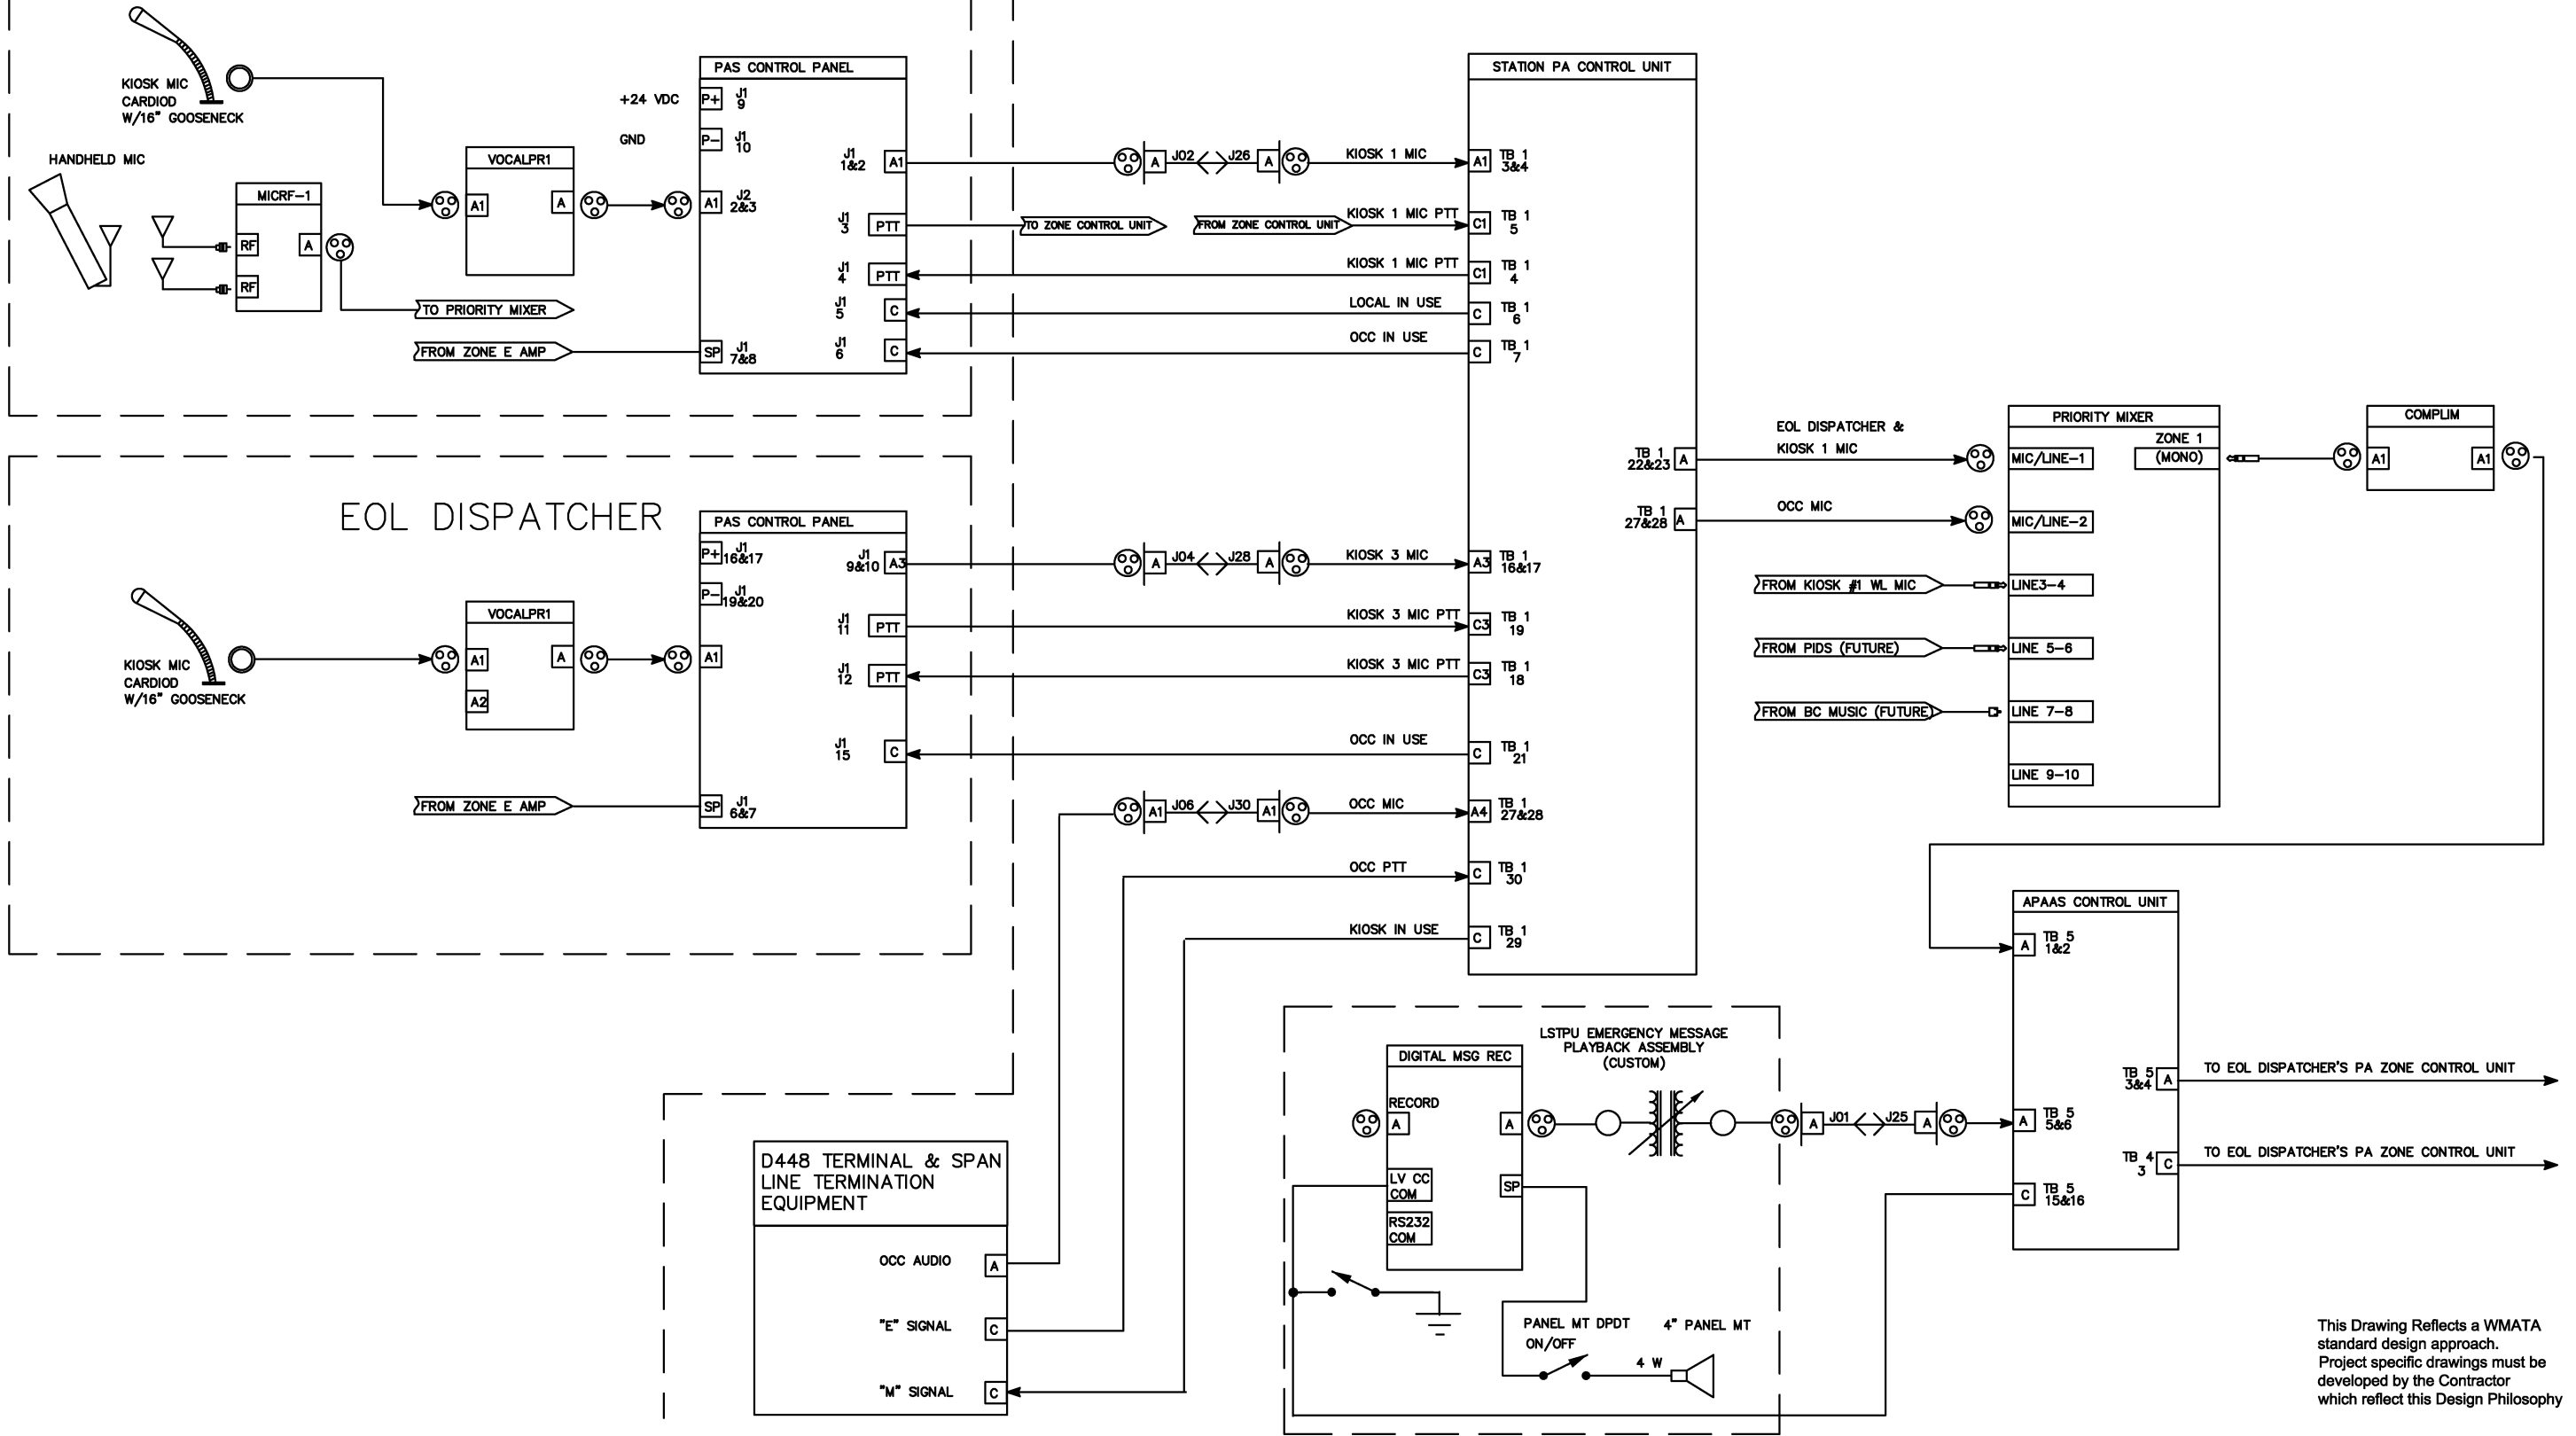 KIOSK MIC
CARDIOD
W/16" GOOSENECK
HANDHELD MIC
MICRF-1
RF
A
RF
VOCALPR1
A1
A
TO PRIORITY MIXER
FROM ZONE E AMP
+24 VDC
GND
PAS CONTROL PANEL
P+
J1
9
P-
J1
10
A1
J2
2&3
SP
J1
7&8
J1
1&2
A1
J1
3
PTT
J1
4
PTT
J1
5
C
J1
6
C
A
J02
J26
A
KIOSK 1 MIC
TO ZONE CONTROL UNIT
FROM ZONE CONTROL UNIT
KIOSK 1 MIC PTT
KIOSK 1 MIC PTT
LOCAL IN USE
OCC IN USE
STATION PA CONTROL UNIT
A1
TB 1
3&4
C1
TB 1
5
C1
TB 1
4
C
TB 1
6
C
TB 1
7
TB 1
22&23
A
TB 1
27&28
A
A3
TB 1
16&17
C3
TB 1
19
C3
TB 1
18
C
TB 1
21
A4
TB 1
27&28
C
TB 1
30
C
TB 1
29
EOL DISPATCHER &
KIOSK 1 MIC
OCC MIC
FROM KIOSK #1 WL MIC
FROM PIDS (FUTURE)
FROM BC MUSIC (FUTURE)
PRIORITY MIXER
ZONE 1
(MONO)
MIC/LINE-1
MIC/LINE-2
LINE3-4
LINE 5-6
LINE 7-8
LINE 9-10
COMPLIM
A1
A1
EOL DISPATCHER
KIOSK MIC
CARDIOD
W/16" GOOSENECK
VOCALPR1
A1
A
A2
FROM ZONE E AMP
PAS CONTROL PANEL
P+
J1
16&17
P-
J1
19&20
A1
SP
J1
6&7
J1
9&10
A3
J1
11
PTT
J1
12
PTT
J1
15
C
A
J04
J28
A
KIOSK 3 MIC
KIOSK 3 MIC PTT
KIOSK 3 MIC PTT
OCC IN USE
A1
J06
J30
A1
OCC MIC
OCC PTT
KIOSK IN USE
D448 TERMINAL & SPAN
LINE TERMINATION
EQUIPMENT
OCC AUDIO
A
"E" SIGNAL
C
"M" SIGNAL
C
LSTPU EMERGENCY MESSAGE
PLAYBACK ASSEMBLY
(CUSTOM)
DIGITAL MSG REC
RECORD
A
A
LV CC
COM
SP
RS232
COM
PANEL MT DPDT
ON/OFF
4" PANEL MT
4 W
A
J01
J25
A
APAAS CONTROL UNIT
A
TB 5
1&2
TB 5
3&4
A
A
TB 5
5&6
TB 4
3
C
C
TB 5
15&16
TO EOL DISPATCHER'S PA ZONE CONTROL UNIT
TO EOL DISPATCHER'S PA ZONE CONTROL UNIT
This Drawing Reflects a WMATA
standard design approach.
Project specific drawings must be
developed by the Contractor
which reflect this Design Philosophy